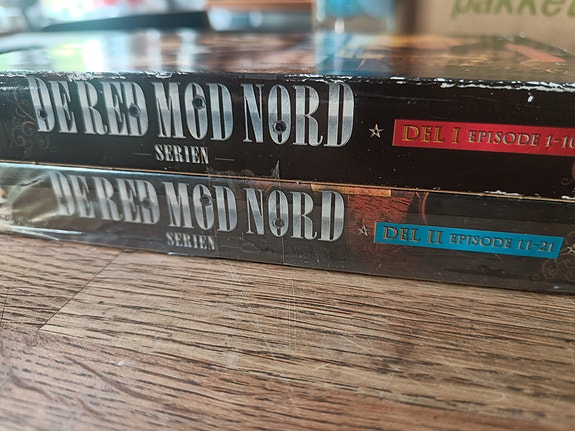 pakke
DE RED MOD NORD
SERIEN
DEL I EPISODE 1-10
DE RED MOD NORD
SERIEN
DEL II EPISODE 11-21